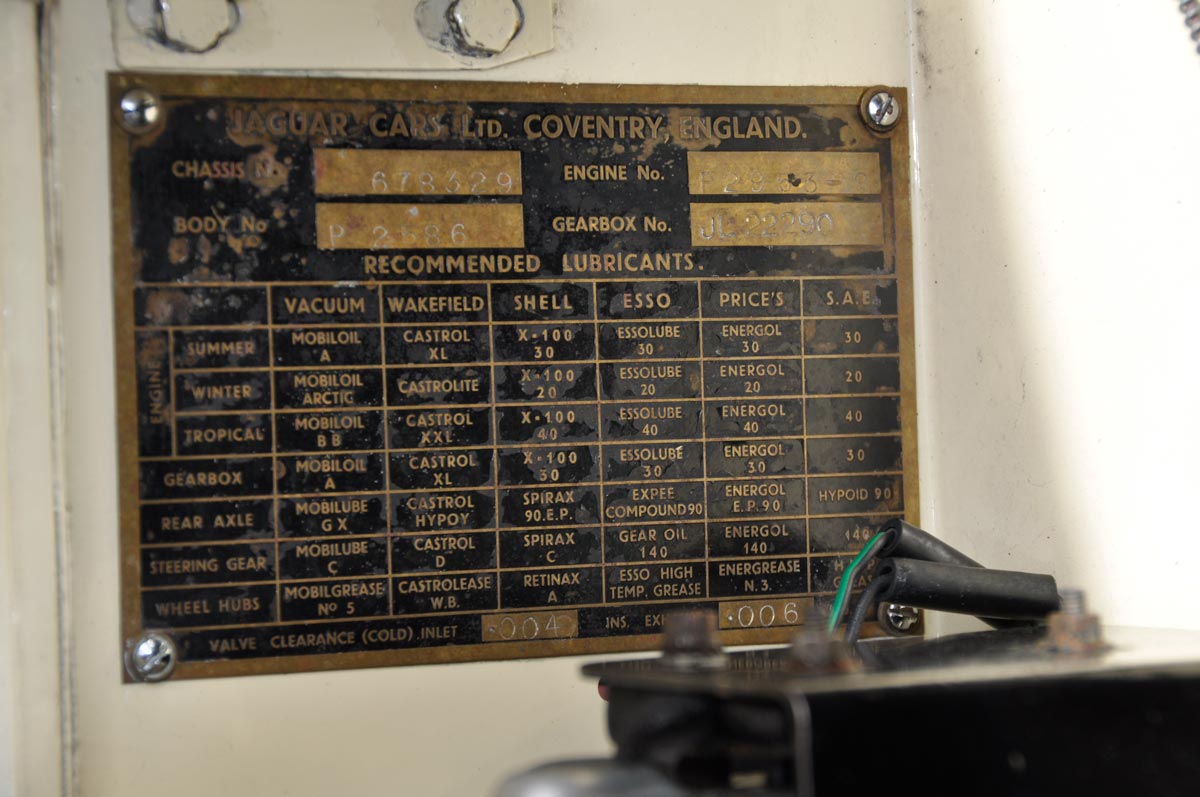 JAGUAR CARS LTD. COVENTRY, ENGLAND.
CHASSIS No. 678329 ENGINE No.
BODY No P 2586 GEARBOX No. JL 22290
RECOMMENDED LUBRICANTS.
VACUUM WAKEFIELD SHELL ESSO PRICE'S S.A.E.
ENGINE
SUMMER MOBILOIL A CASTROL XL X-100 30 ESSOLUBE 30 ENERGOL 30 30
WINTER MOBILOIL ARCTIC CASTROLITE X-100 20 ESSOLUBE 20 ENERGOL 20 20
TROPICAL MOBILOIL BB CASTROL XXL X-100 40 ESSOLUBE 40 ENERGOL 40 40
GEARBOX MOBILOIL A CASTROL XL X-100 30 ESSOLUBE 30 ENERGOL 30 30
REAR AXLE MOBILUBE GX CASTROL HYPOY SPIRAX 90.E.P. EXPEE COMPOUND90 ENERGOL E.P.90 HYPOID 90
STEERING GEAR MOBILUBE C CASTROL D SPIRAX C GEAR OIL 140 ENERGOL 140 140
WHEEL HUBS MOBILGREASE No 5 CASTROLEASE W.B. RETINAX A ESSO HIGH TEMP. GREASE ENERGREASE N.3.
VALVE CLEARANCE (COLD) INLET .004 INS. .006